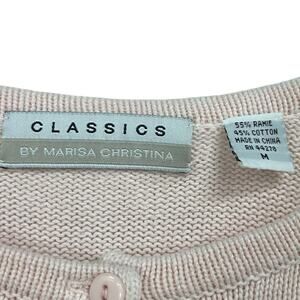 CLASSICS
BY MARISA CHRISTINA
55% RAMIE
45% COTTON
MADE IN CHINA
RN 44270
M